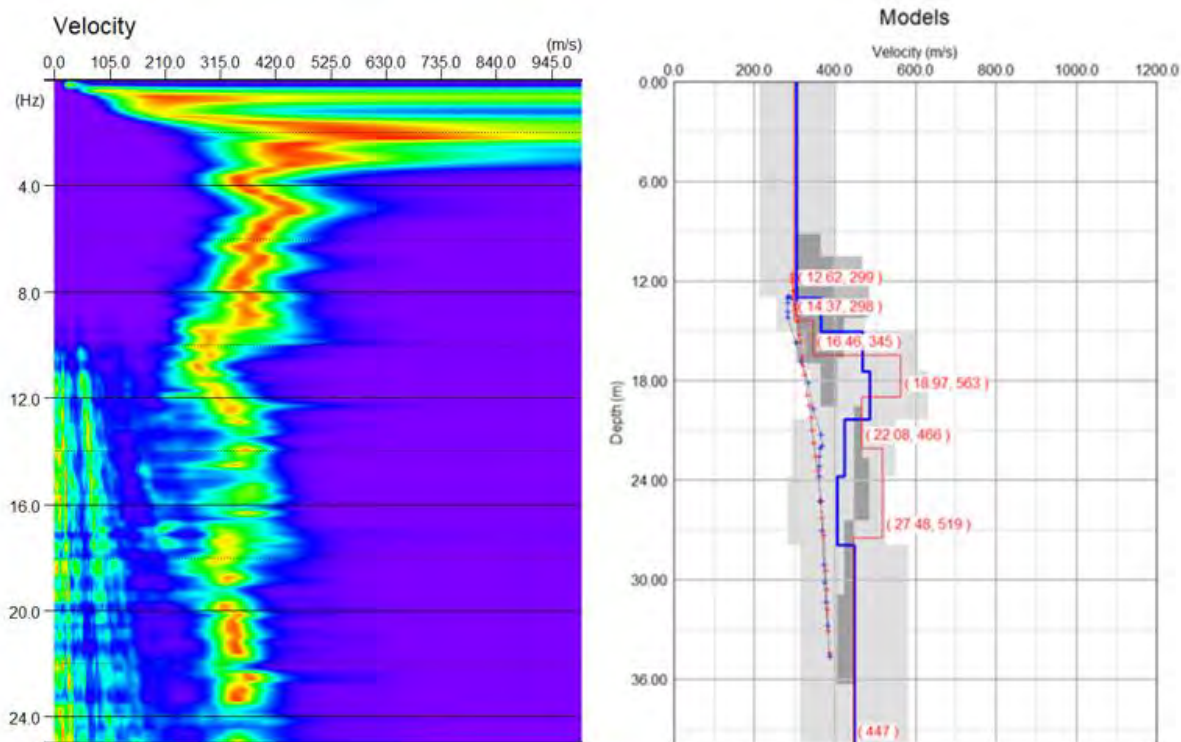 Velocity
(m/s)
0.0 105.0 210.0 315.0 420.0 525.0 630.0 735.0 840.0 945.0
(Hz)
4.0
8.0
12.0
16.0
20.0
24.0
Models
Velocity (m/s)
0.0 200.0 400.0 600.0 800.0 1000.0 1200.0
Depth (m)
0.00
6.00
12.00
18.00
24.00
30.00
36.00
( 12.62, 299 )
( 14.37, 298 )
( 16.46, 345 )
( 18.97, 563 )
( 22.08, 466 )
( 27.48, 519 )
( 447 )